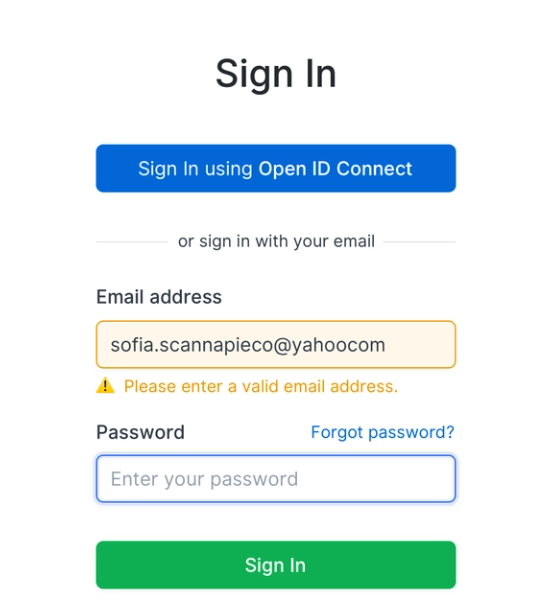 Sign In
Sign In using Open ID Connect
or sign in with your email
Email address
sofia.scannapieco@yahoocom
Please enter a valid email address.
Password Forgot password?
Enter your password
Sign In